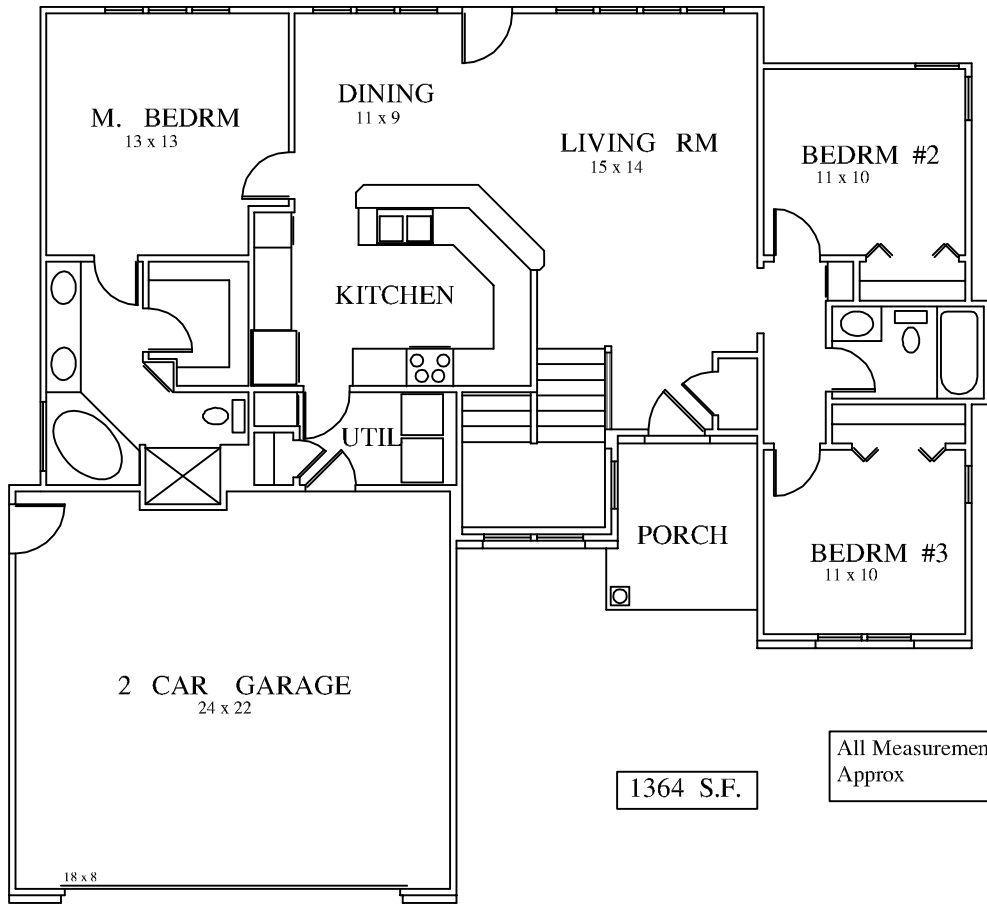 M. BEDRM
13 x 13
DINING
11 x 9
LIVING RM
15 x 14
BEDRM #2
11 x 10
KITCHEN
UTIL
PORCH
BEDRM #3
11 x 10
2 CAR GARAGE
24 x 22
18 x 8
1364 S.F.
All Measuremen
Approx